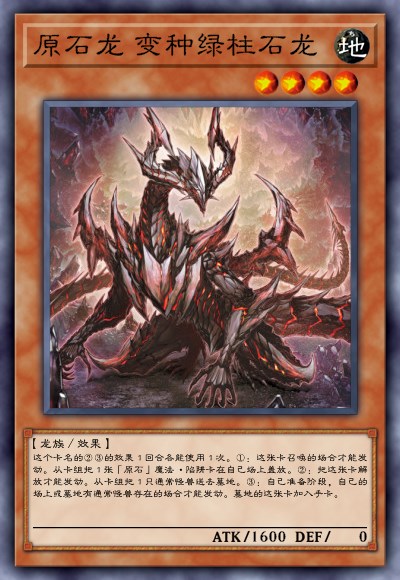 原石龙 变种绿柱石龙
地
【龙族／效果】
这个卡名的②③的效果1回合各能使用1次。①：这张卡召唤的场合才能发
动。从卡组把1张「原石」魔法·陷阱卡在自己场上盖放。②：把这张卡解
放才能发动。从卡组把1只通常怪兽送去墓地。③：自己准备阶段，自己的
场上或墓地有通常怪兽存在的场合才能发动。墓地的这张卡加入手卡。
ATK/1600 DEF/ 0